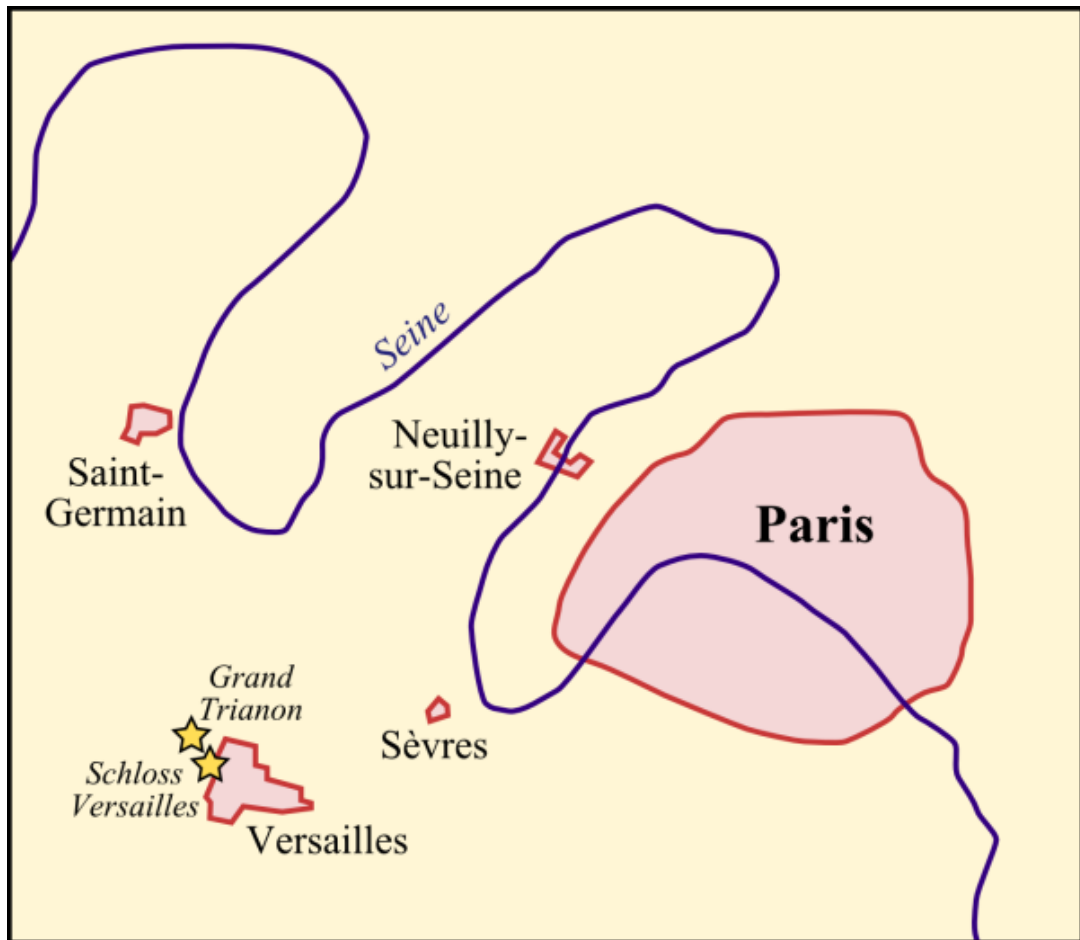 Seine
Neuilly-
sur-Seine
Saint-
Germain
Paris
Grand
Trianon
Sèvres
Schloss
Versailles
Versailles